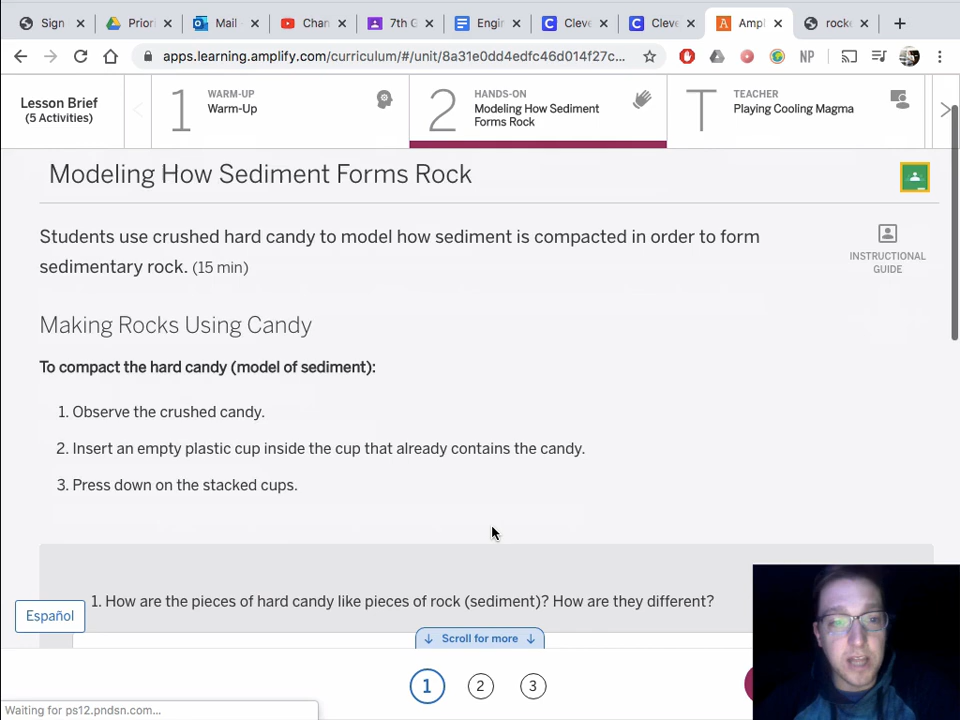 Sign
Prior
Mail -
Chan
7th G
Engin
Cleve
Cleve
Ampl
rocke
apps.learning.amplify.com/curriculum/#/unit/8a31e0dd4edfc46d014f27c...
NP
Lesson Brief
(5 Activities)
1
WARM-UP
Warm-Up
2
HANDS-ON
Modeling How Sediment
Forms Rock
T
TEACHER
Playing Cooling Magma
Modeling How Sediment Forms Rock
Students use crushed hard candy to model how sediment is compacted in order to form
sedimentary rock. (15 min)
INSTRUCTIONAL
GUIDE
Making Rocks Using Candy
To compact the hard candy (model of sediment):
1. Observe the crushed candy.
2. Insert an empty plastic cup inside the cup that already contains the candy.
3. Press down on the stacked cups.
1. How are the pieces of hard candy like pieces of rock (sediment)? How are they different?
Español
Scroll for more
1
2
3
Waiting for ps12.pndsn.com...